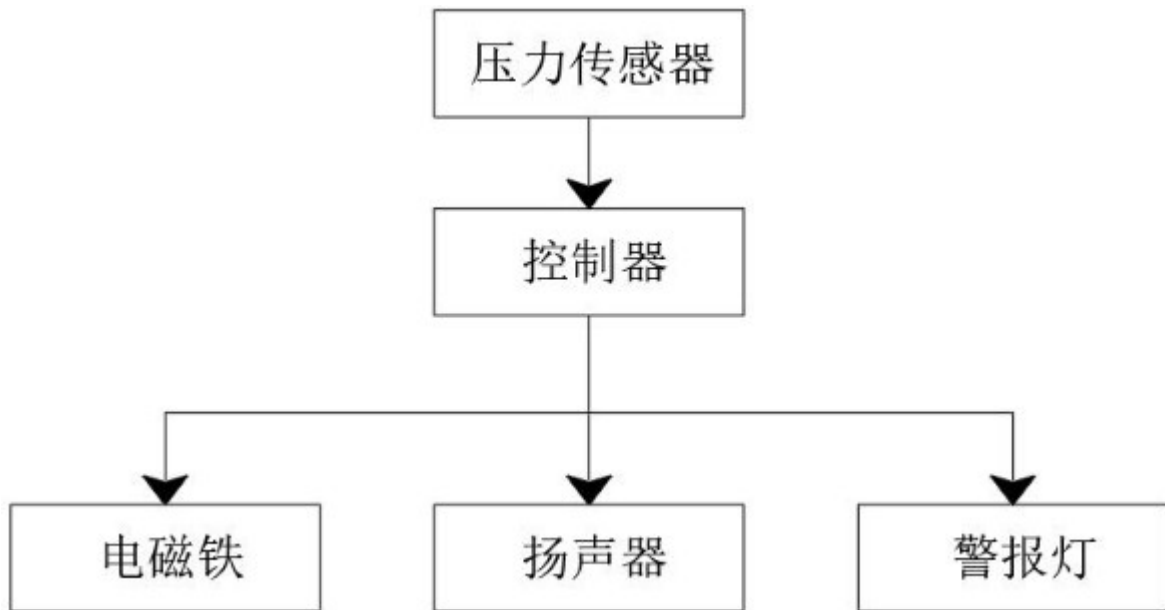 压力传感器
控制器
电磁铁
扬声器
警报灯